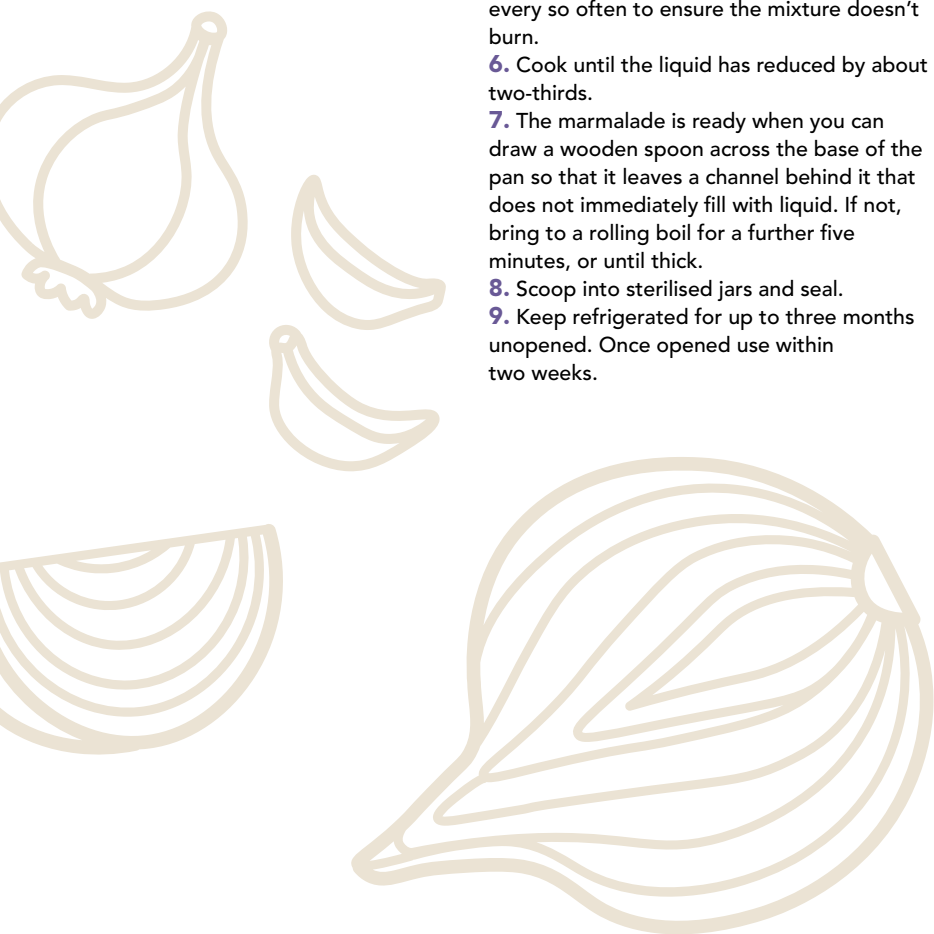 every so often to ensure the mixture doesn’t
burn.
6. Cook until the liquid has reduced by about
two-thirds.
7. The marmalade is ready when you can
draw a wooden spoon across the base of the
pan so that it leaves a channel behind it that
does not immediately fill with liquid. If not,
bring to a rolling boil for a further five
minutes, or until thick.
8. Scoop into sterilised jars and seal.
9. Keep refrigerated for up to three months
unopened. Once opened use within
two weeks.